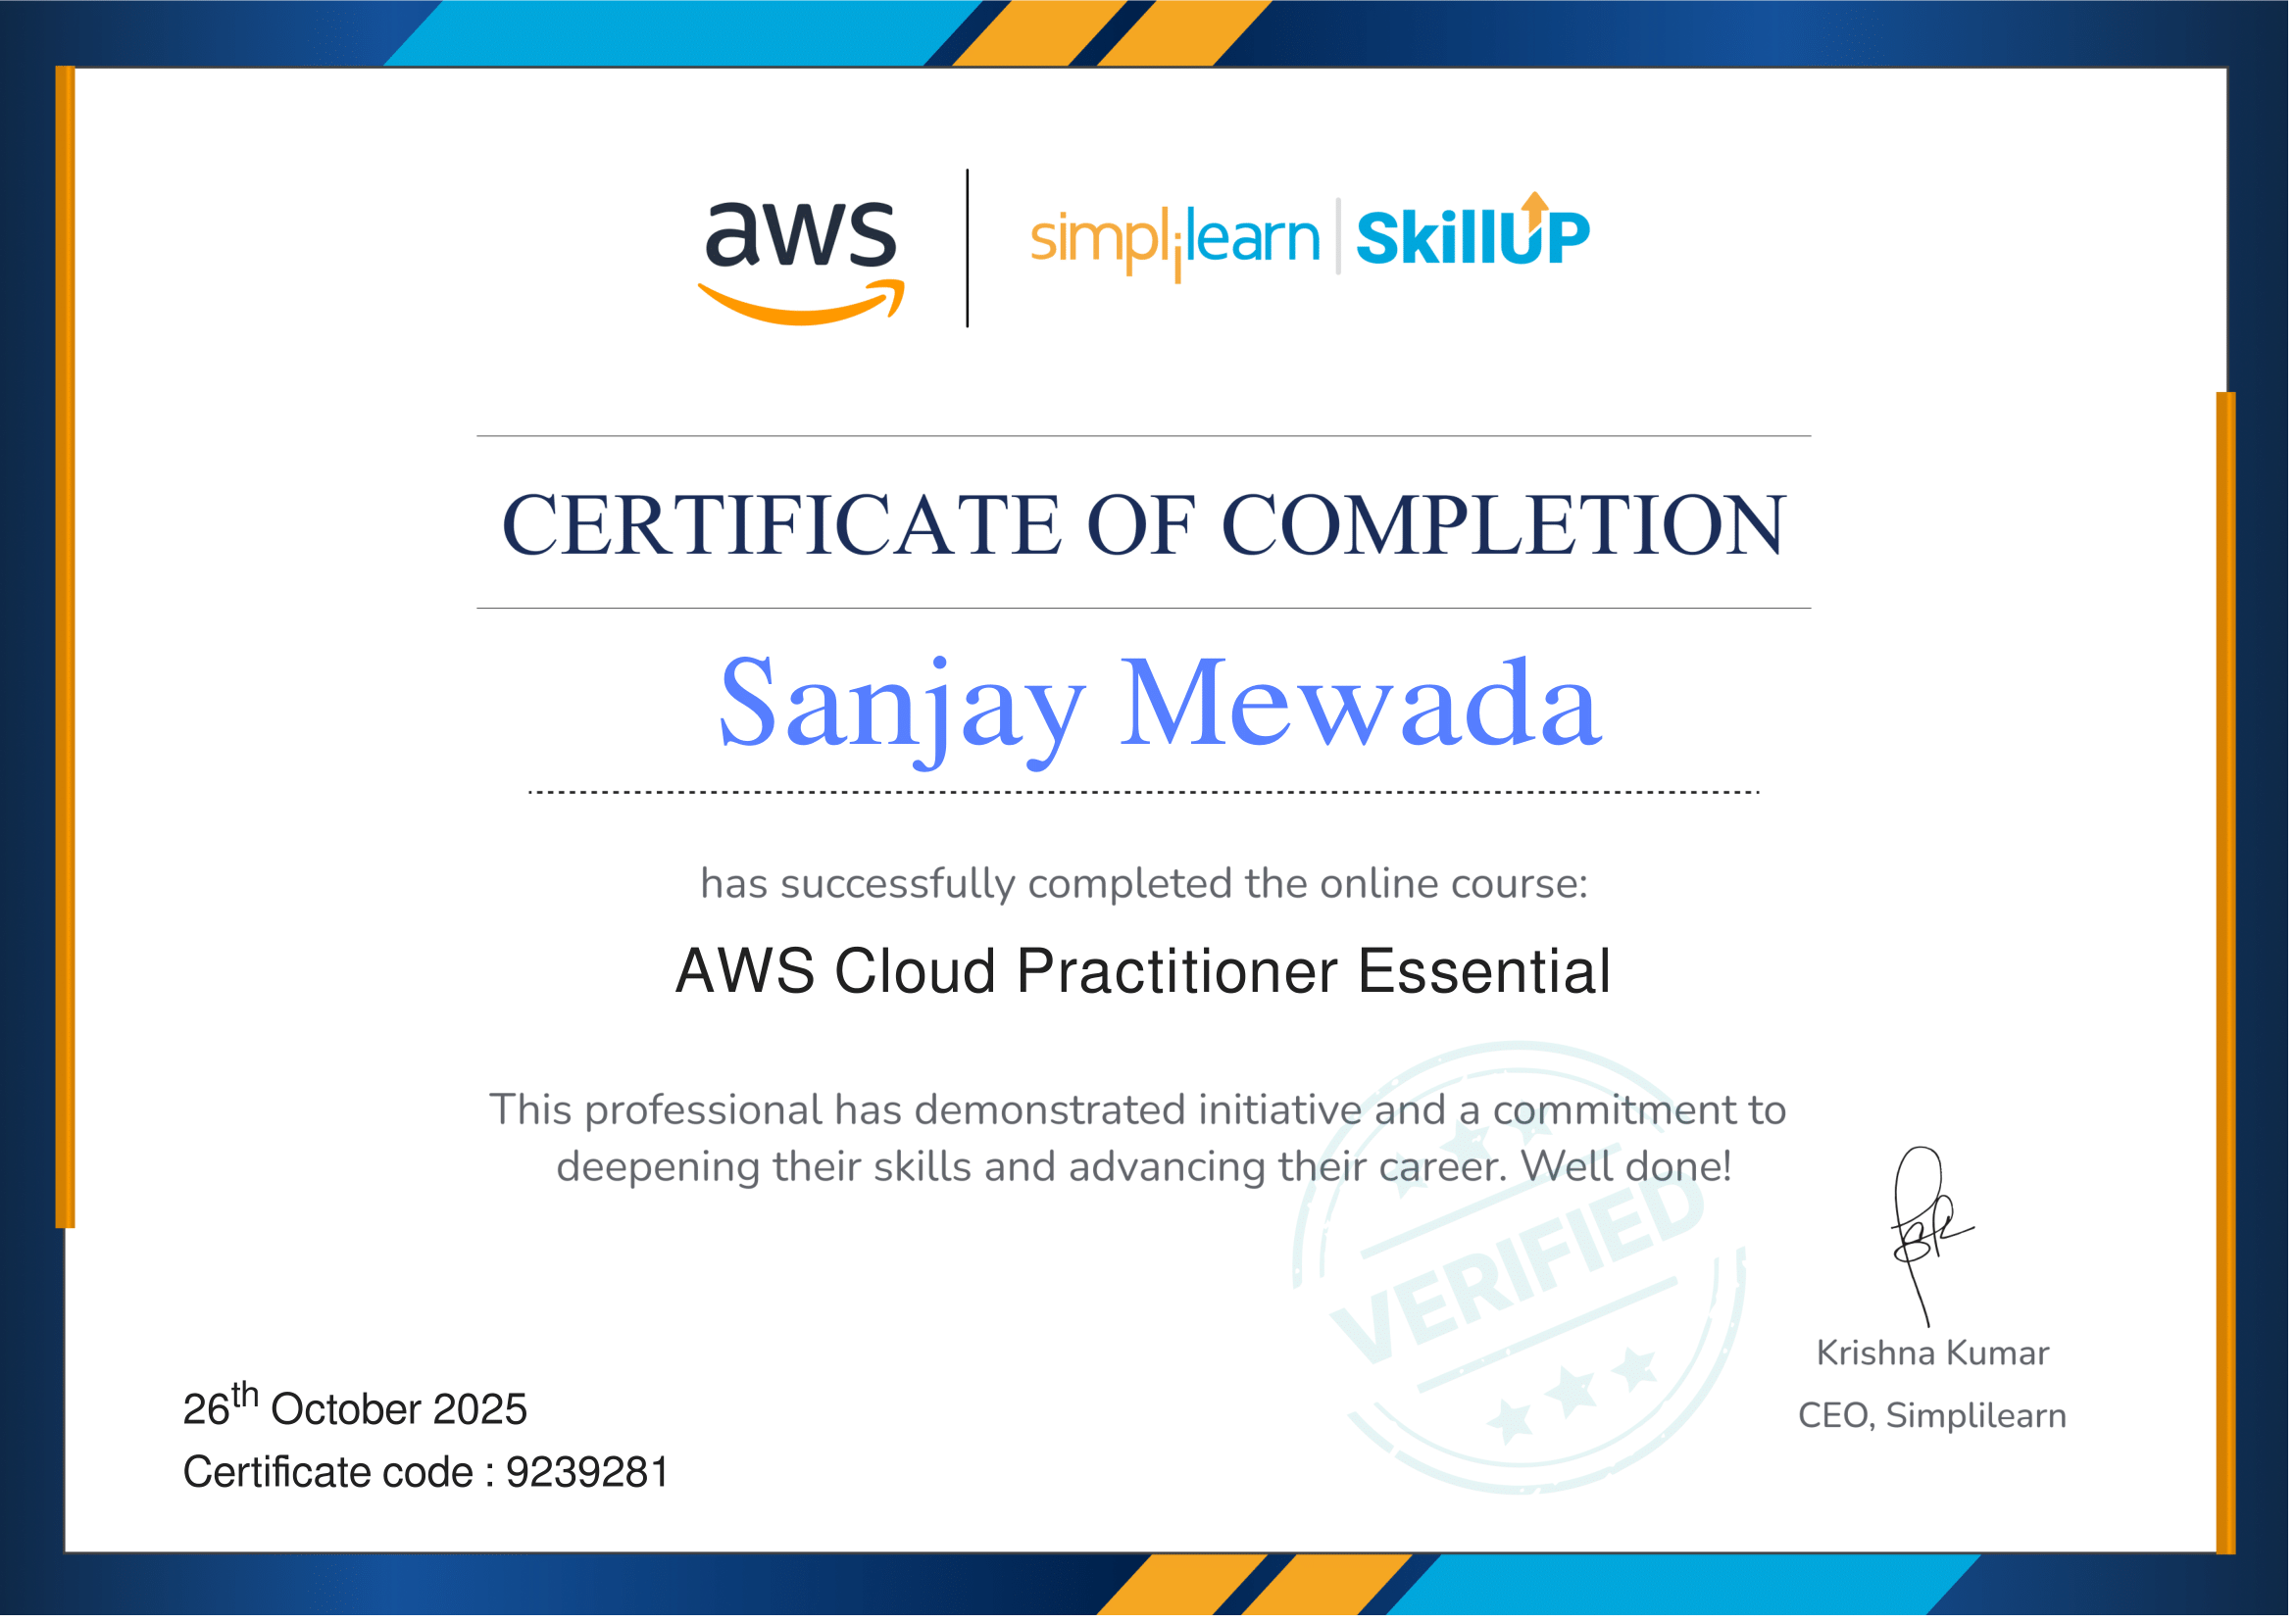 aws
simplilearn | SkillUP
CERTIFICATE OF COMPLETION
Sanjay Mewada
has successfully completed the online course:
AWS Cloud Practitioner Essential
This professional has demonstrated initiative and a commitment to
deepening their skills and advancing their career. Well done!
VERIFIED
Krishna Kumar
CEO, Simplilearn
26th October 2025
Certificate code : 9239281